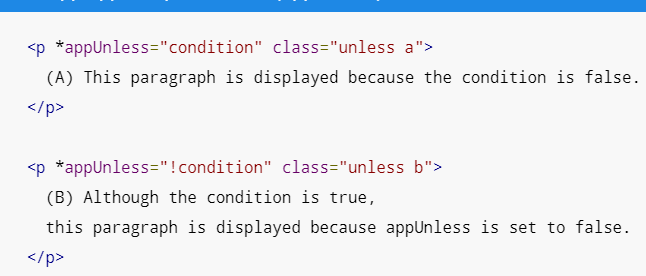 <p *appUnless="condition" class="unless a">
(A) This paragraph is displayed because the condition is false.
</p>
<p *appUnless="!condition" class="unless b">
(B) Although the condition is true,
this paragraph is displayed because appUnless is set to false.
</p>